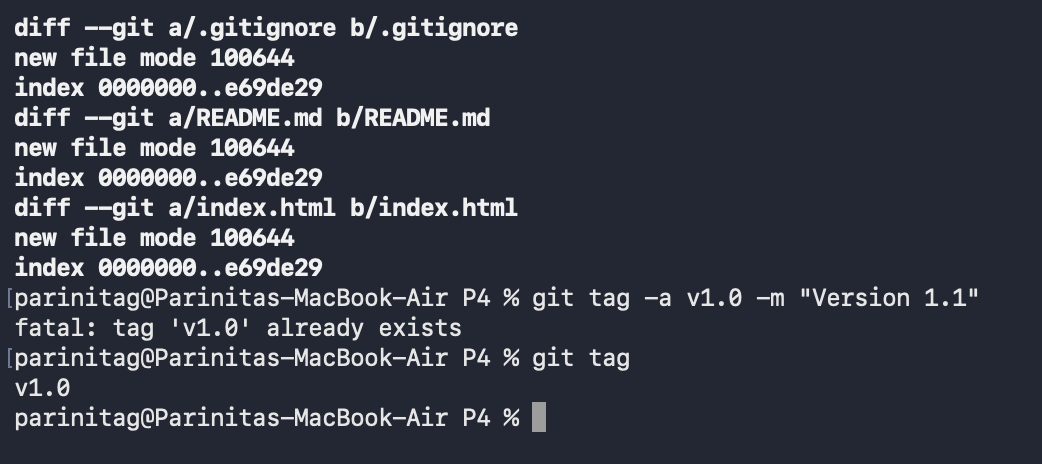 diff --git a/.gitignore b/.gitignore
new file mode 100644
index 0000000..e69de29
diff --git a/README.md b/README.md
new file mode 100644
index 0000000..e69de29
diff --git a/index.html b/index.html
new file mode 100644
index 0000000..e69de29
[parinitag@Parinitas-MacBook-Air P4 % git tag -a v1.0 -m "Version 1.1"
fatal: tag 'v1.0' already exists
[parinitag@Parinitas-MacBook-Air P4 % git tag
v1.0
parinitag@Parinitas-MacBook-Air P4 %